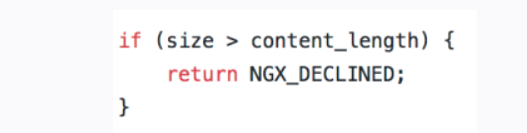 if (size > content_length) {
    return NGX_DECLINED;
}